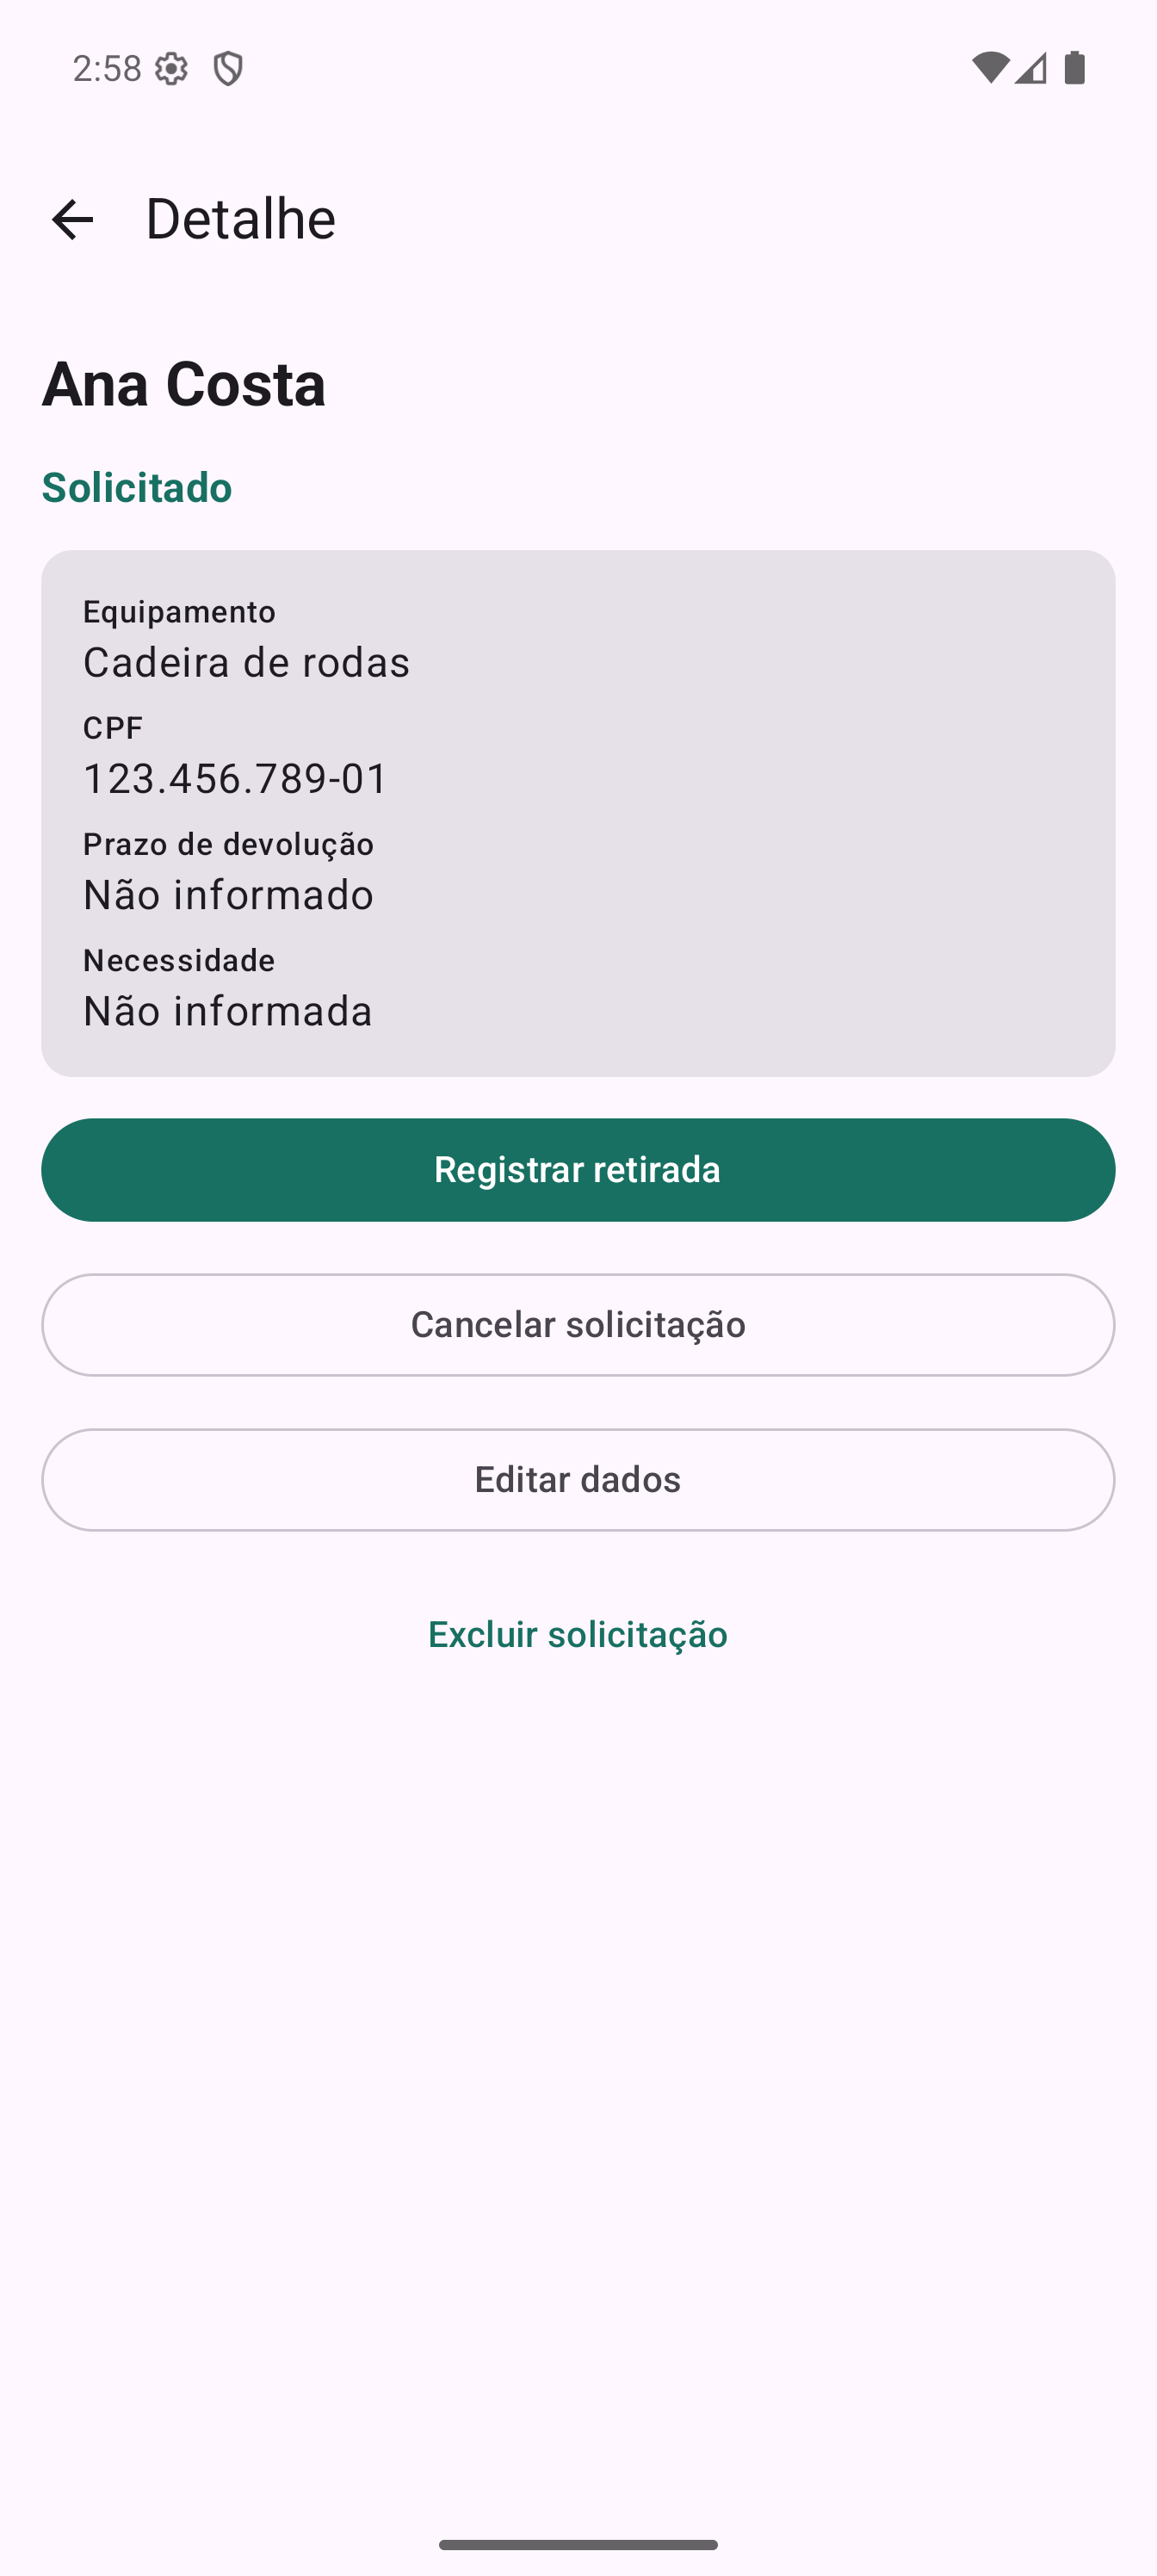 2:58
Detalhe
Ana Costa
Solicitado
Equipamento
Cadeira de rodas
CPF
123.456.789-01
Prazo de devolução
Não informado
Necessidade
Não informada
Registrar retirada
Cancelar solicitação
Editar dados
Excluir solicitação